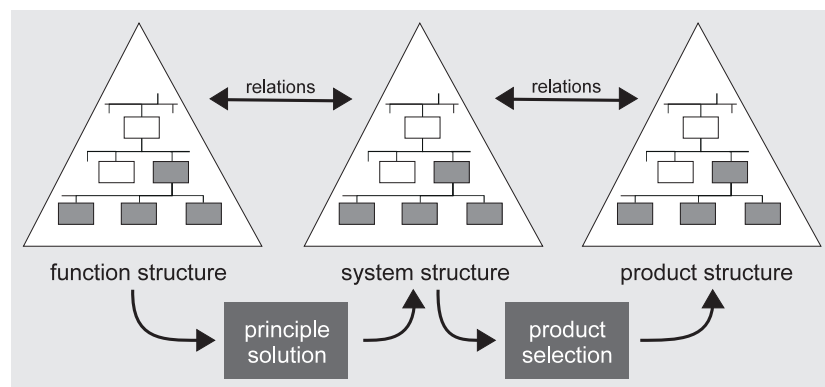 relations
relations
function structure
system structure
product structure
principle
solution
product
selection